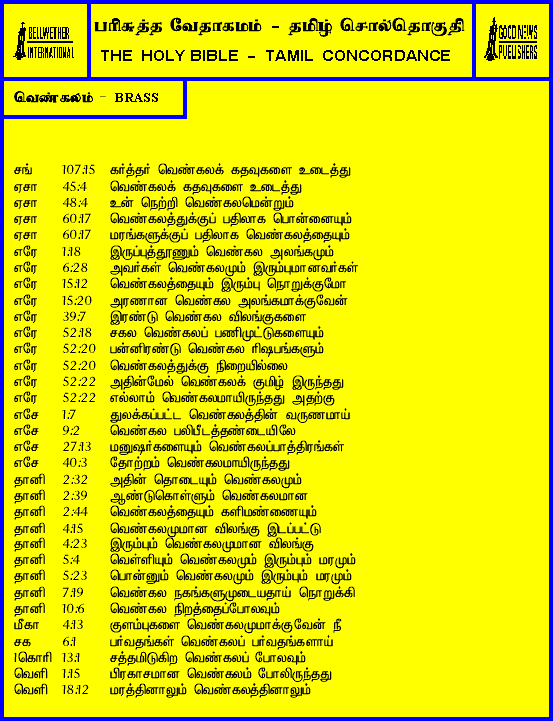 BELLWETHER
INTERNATIONAL
பரிசுத்த வேதாகமம் - தமிழ் சொல்தொகுதி
THE HOLY BIBLE - TAMIL CONCORDANCE
GOOD NEWS
PUBLISHERS
வெண்கலம் - BRASS
சங் 107:15 கர்த்தர் வெண்கலக் கதவுகளை உடைத்து
ஏசா 45:4 வெண்கலக் கதவுகளை உடைத்து
ஏசா 48:4 உன் நெற்றி வெண்கலமென்றும்
ஏசா 60:17 வெண்கலத்துக்குப் பதிலாக பொன்னையும்
ஏசா 60:17 மரங்களுக்குப் பதிலாக வெண்கலத்தையும்
எரே 1:18 இருப்புத்தூணும் வெண்கல அலங்கமும்
எரே 6:28 அவர்கள் வெண்கலமும் இரும்புமானவர்கள்
எரே 15:12 வெண்கலத்தையும் இரும்பு நொறுக்குமோ
எரே 15:20 அரணான வெண்கல அலங்கமாக்குவேன்
எரே 39:7 இரண்டு வெண்கல விலங்குகளை
எரே 52:18 சகல வெண்கலப் பணிமுட்டுகளையும்
எரே 52:20 பன்னிரண்டு வெண்கல ரிஷபங்களும்
எரே 52:20 வெண்கலத்துக்கு நிறையில்லை
எரே 52:22 அதின்மேல் வெண்கலக் குமிழ் இருந்தது
எரே 52:22 எல்லாம் வெண்கலமாயிருந்தது அதற்கு
எசே 1:7 துலக்கப்பட்ட வெண்கலத்தின் வருணமாய்
எசே 9:2 வெண்கல பலிபீடத்தண்டையிலே
எசே 27:13 மனுஷர்களையும் வெண்கலப்பாத்திரங்கள்
எசே 40:3 தோற்றம் வெண்கலமாயிருந்தது
தானி 2:32 அதின் தொடையும் வெண்கலமும்
தானி 2:39 ஆண்டுகொள்ளும் வெண்கலமான
தானி 2:44 வெண்கலத்தையும் களிமண்ணையும்
தானி 4:15 வெண்கலமுமான விலங்கு இடப்பட்டு
தானி 4:23 இரும்பும் வெண்கலமுமான விலங்கு
தானி 5:4 வெள்ளியும் வெண்கலமும் இரும்பும் மரமும்
தானி 5:23 பொன்னும் வெண்கலமும் இரும்பும் மரமும்
தானி 7:19 வெண்கல நகங்களுமுடையதாய் நொறுக்கி
தானி 10:6 வெண்கல நிறத்தைப்போலவும்
மீகா 4:13 குளம்புகளை வெண்கலமுமாக்குவேன் நீ
சக 6:1 பர்வதங்கள் வெண்கலப் பர்வதங்களாய்
1கொரி 13:1 சத்தமிடுகிற வெண்கலப் போலவும்
வெளி 1:15 பிரகாசமான வெண்கலம் போலிருந்தது
வெளி 18:12 மரத்தினாலும் வெண்கலத்தினாலும்